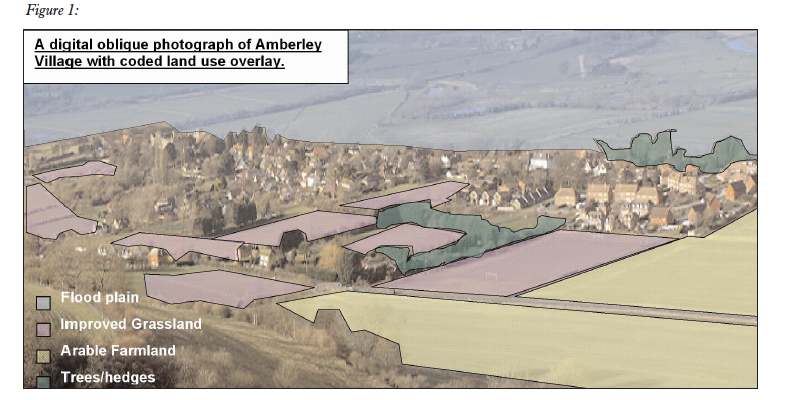 Figure 1:
A digital oblique photograph of Amberley
Village with coded land use overlay.
Flood plain
Improved Grassland
Arable Farmland
Trees/hedges